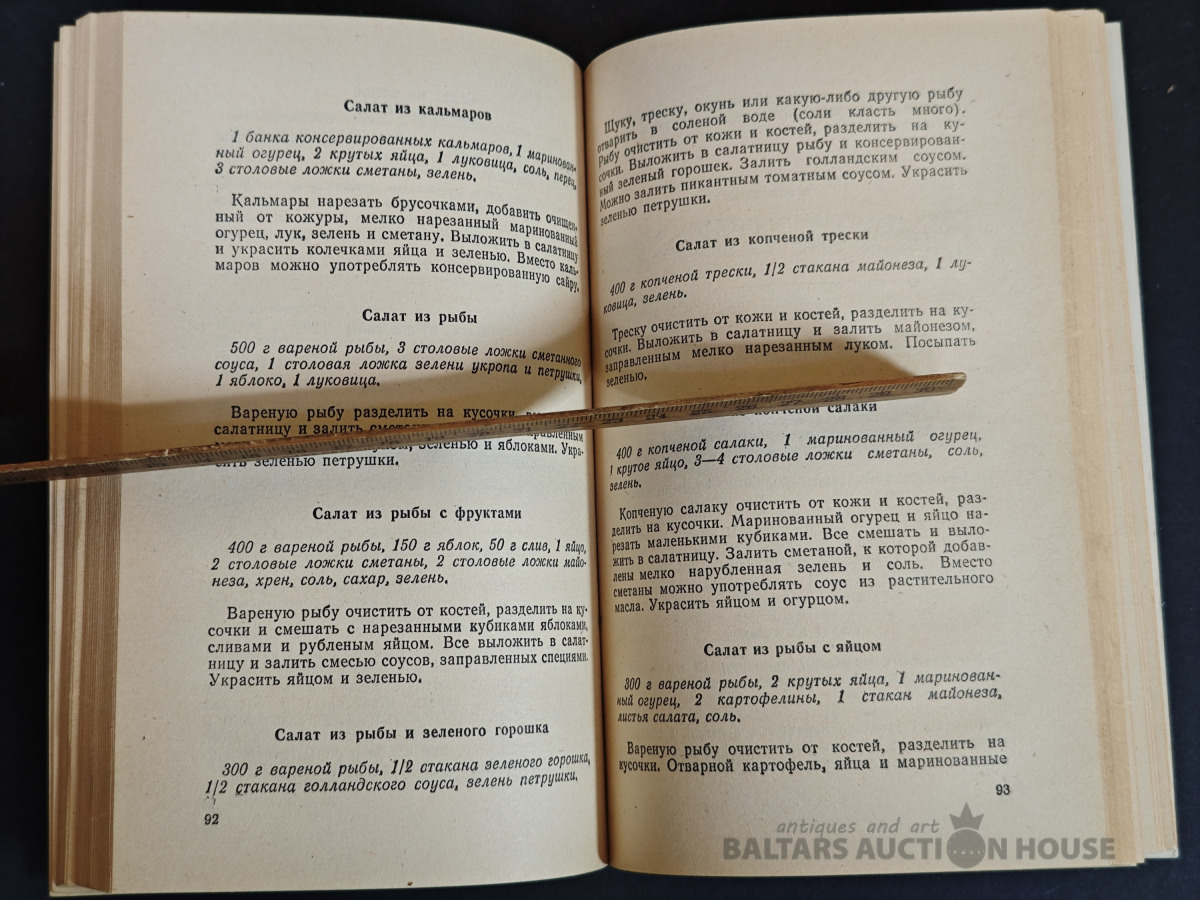 Салат из кальмаров
1 банка консервированных кальмаров, 1 маринован-
ный огурец, 2 крутых яйца, 1 луковица, соль, перец,
3 столовые ложки сметаны, зелень.
Кальмары нарезать брусочками, добавить очищен-
ный от кожуры, мелко нарезанный маринованный
огурец, лук, зелень и сметану. Выложить в салатницу
и украсить колечками яйца и зеленью. Вместо каль-
маров можно употреблять консервированную сайру.
Салат из рыбы
500 г вареной рыбы, 3 столовые ложки сметанного
соуса, 1 столовая ложка зелени укропа и петрушки,
1 яблоко, 1 луковица.
Вареную рыбу разделить на кусочки,
салатницу и залить
зеленью и яблоками. Укра-
сить зеленью петрушки.
Салат из рыбы с фруктами
400 г вареной рыбы, 150 г яблок, 50 г слив, 1 яйцо,
2 столовые ложки сметаны, 2 столовые ложки майо-
неза, хрен, соль, сахар, зелень.
Вареную рыбу очистить от костей, разделить на ку-
сочки и смешать с нарезанными кубиками яблоками,
сливами и рубленым яйцом. Все выложить в салат-
ницу и залить смесью соусов, заправленных специями.
Украсить яйцом и зеленью.
Салат из рыбы и зеленого горошка
300 г вареной рыбы, 1/2 стакана зеленого горошка,
1/2 стакана голландского соуса, зелень петрушки.
92
Щуку, треску, окунь или какую-либо другую рыбу
отварить в соленой воде (соли класть много).
Рыбу очистить от кожи и костей, разделить на ку-
сочки. Выложить в салатницу рыбу и консервирован-
ный зеленый горошек. Залить голландским соусом.
Можно залить пикантным томатным соусом. Украсить
зеленью петрушки.
Салат из копченой трески
400 г копченой трески, 1/2 стакана майонеза, 1 лу-
ковица, зелень.
Треску очистить от кожи и костей, разделить на ку-
сочки. Выложить в салатницу и залить майонезом,
заправленным мелко нарезанным луком. Посыпать
зеленью.
копченой салаки
400 г копченой салаки, 1 маринованный огурец,
1 крутое яйцо, 3—4 столовые ложки сметаны, соль,
зелень.
Копченую салаку очистить от кожи и костей, раз-
делить на кусочки. Маринованный огурец и яйцо на-
резать маленькими кубиками. Все смешать и выло-
жить в салатницу. Залить сметаной, к которой добав-
лены мелко нарубленная зелень и соль. Вместо
сметаны можно употреблять соус из растительного
масла. Украсить яйцом и огурцом.
Салат из рыбы с яйцом
300 г вареной рыбы, 2 крутых яйца, 1 маринован-
ный огурец, 2 картофелины, 1 стакан майонеза,
листья салата, соль.
Вареную рыбу очистить от костей, разделить на
кусочки. Отварной картофель, яйца и маринованные
93
antiques and art
BALTARS AUCTION HOUSE